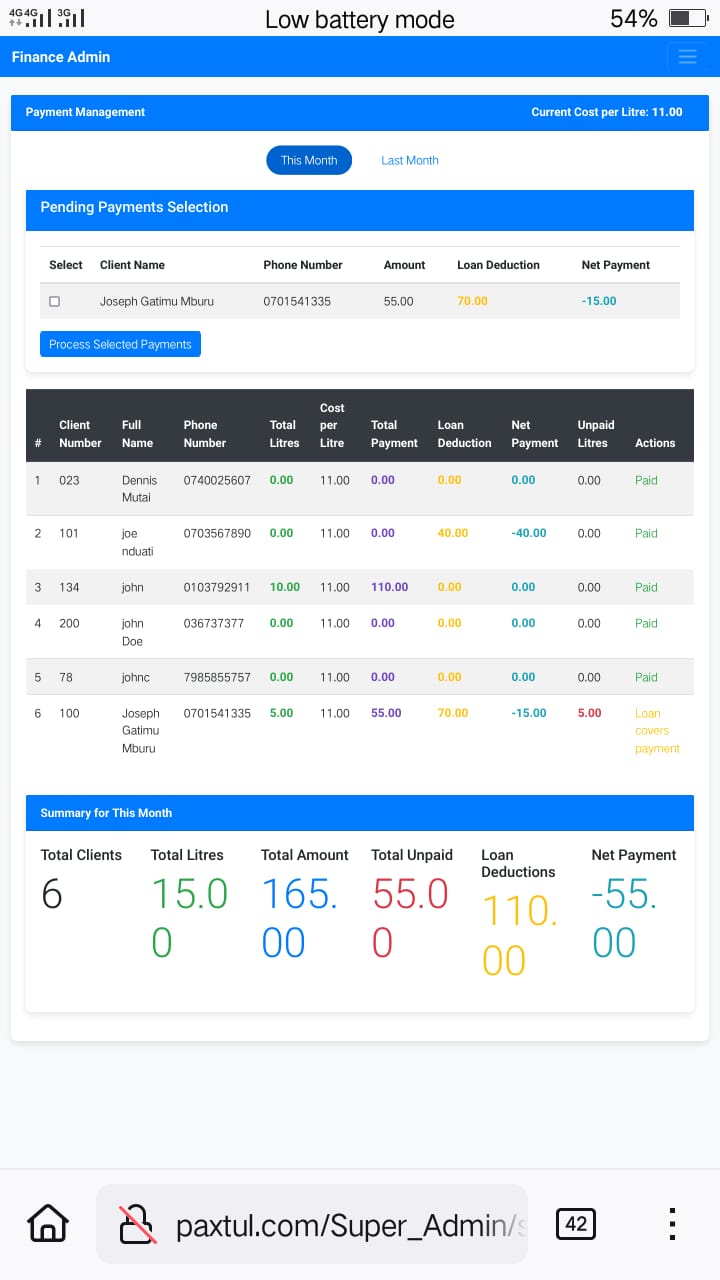 4G 4G 3G Low battery mode 54%
Finance Admin
Payment Management Current Cost per Litre: 11.00
This Month Last Month
Pending Payments Selection
Select Client Name Phone Number Amount Loan Deduction Net Payment
Joseph Gatimu Mburu 0701541335 55.00 70.00 -15.00
Process Selected Payments
# Client Number Full Name Phone Number Total Litres Cost per Litre Total Payment Loan Deduction Net Payment Unpaid Litres Actions
1 023 Dennis Mutai 0740025607 0.00 11.00 0.00 0.00 0.00 0.00 Paid
2 101 joe nduati 0703567890 0.00 11.00 0.00 40.00 -40.00 0.00 Paid
3 134 john 0103792911 10.00 11.00 110.00 0.00 0.00 0.00 Paid
4 200 john Doe 036737377 0.00 11.00 0.00 0.00 0.00 0.00 Paid
5 78 johnc 7985855757 0.00 11.00 0.00 0.00 0.00 0.00 Paid
6 100 Joseph Gatimu Mburu 0701541335 5.00 11.00 55.00 70.00 -15.00 5.00 Loan covers payment
Summary for This Month
Total Clients Total Litres Total Amount Total Unpaid Loan Deductions Net Payment
6 15.00 165.00 55.00 110.00 -55.00
paxtul.com/Super_Admin/s 42